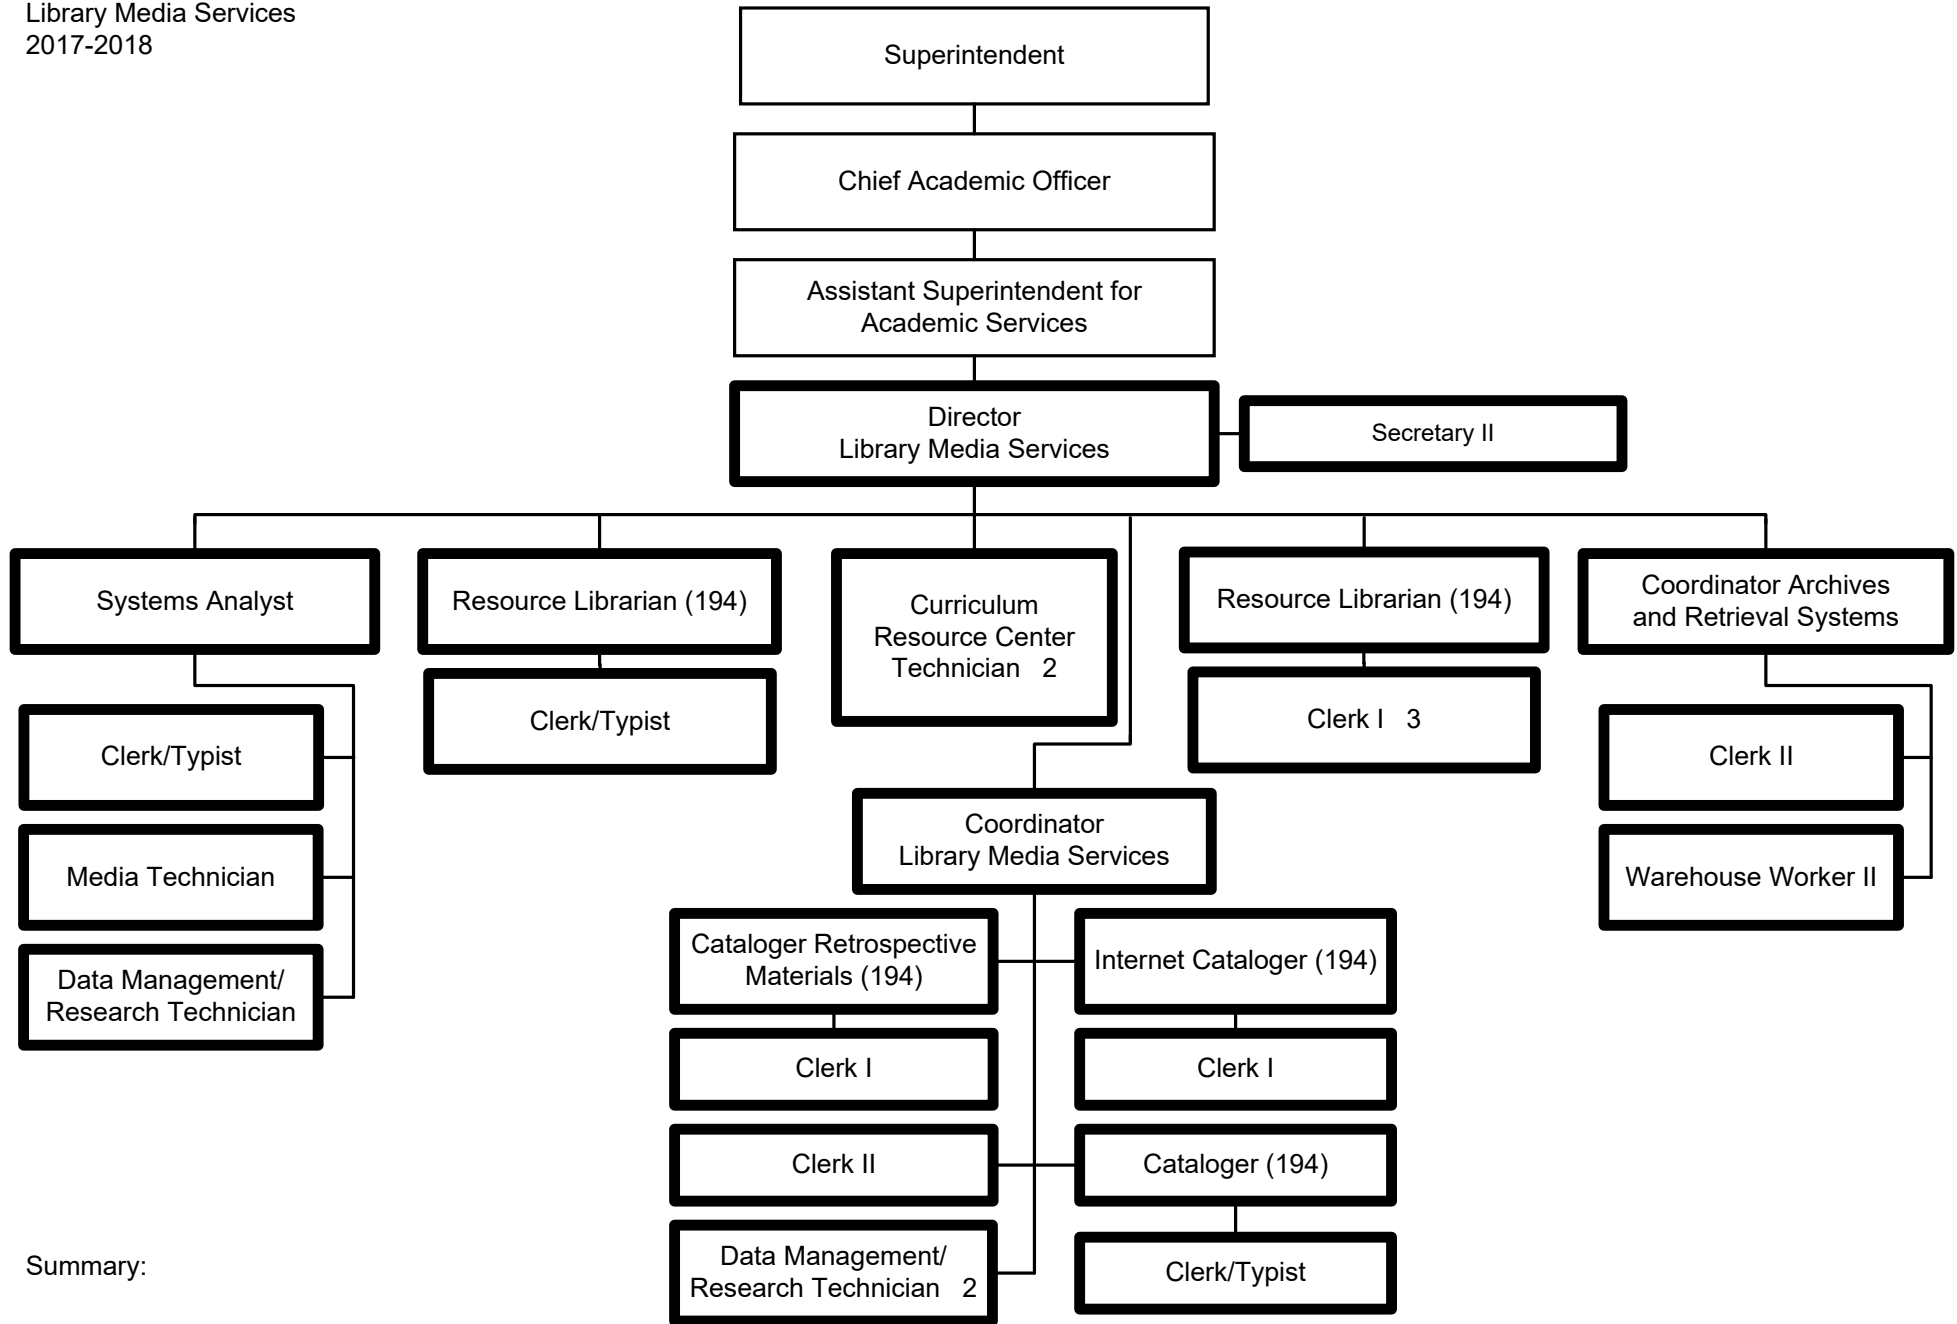 Library Media Services
2017-2018
Superintendent
Chief Academic Officer
Assistant Superintendent for
Academic Services
Director
Library Media Services
Secretary II
Systems Analyst
Resource Librarian (194)
Curriculum
Resource Center
Technician 2
Resource Librarian (194)
Coordinator Archives
and Retrieval Systems
Clerk/Typist
Clerk/Typist
Clerk I 3
Clerk II
Media Technician
Coordinator
Library Media Services
Warehouse Worker II
Data Management/
Research Technician
Cataloger Retrospective
Materials (194)
Internet Cataloger (194)
Clerk I
Clerk I
Clerk II
Cataloger (194)
Data Management/
Research Technician 2
Clerk/Typist
Summary: